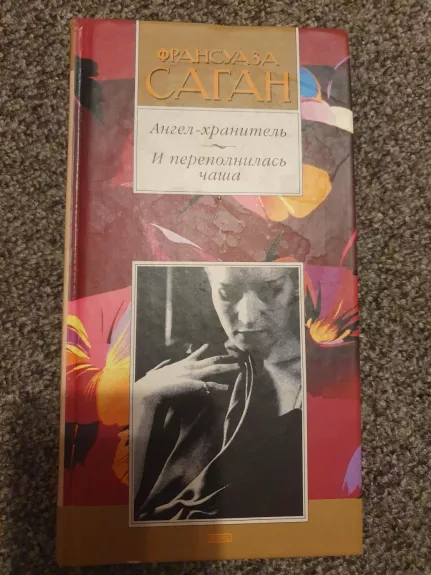 ФРАНСУАЗА
САГАН
Ангел-хранитель
И переполнилась
чаша